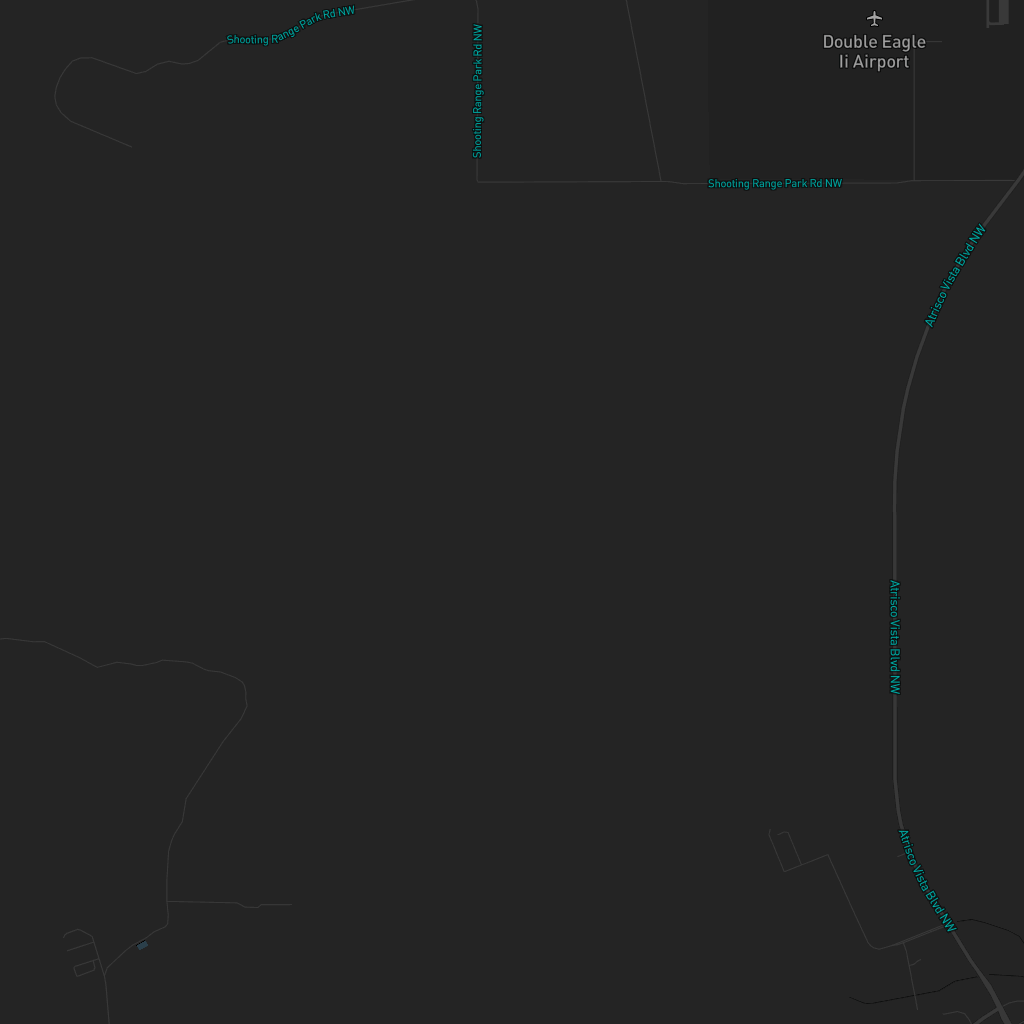 Shooting Range Park Rd NW
Shooting Range Park Rd NW
Double Eagle
Ii Airport
Shooting Range Park Rd NW
Atrisco Vista Blvd NW
Atrisco Vista Blvd NW
Atrisco Vista Blvd NW